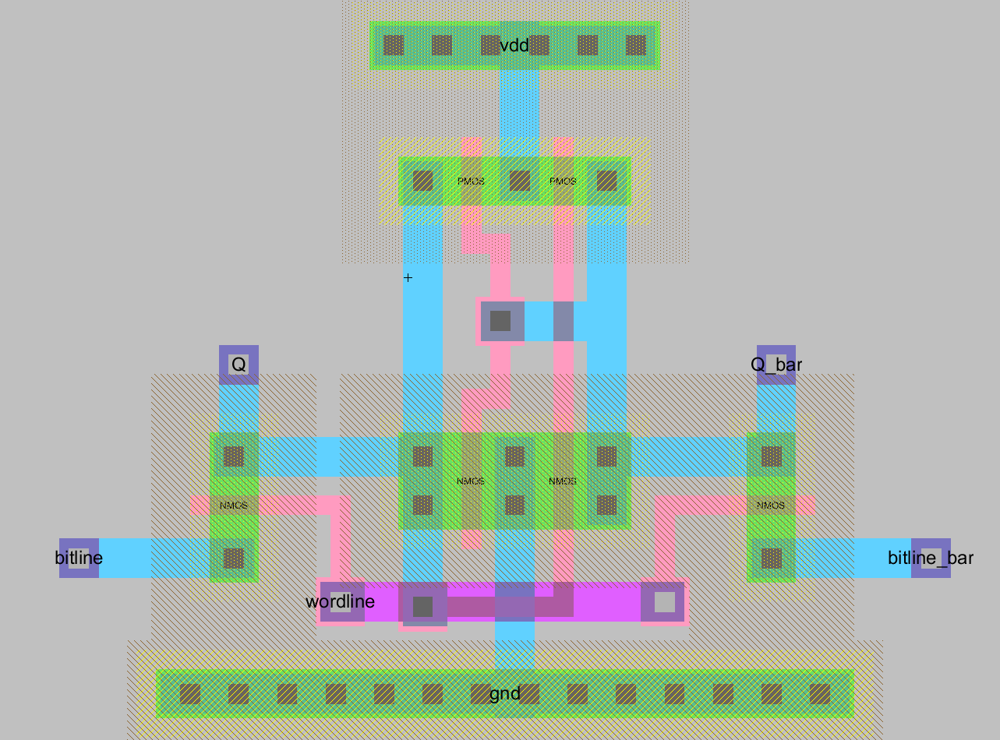 vdd
PMOS PMOS
Q Q_bar
NMOS NMOS
NMOS NMOS
bitline bitline_bar
wordline
gnd